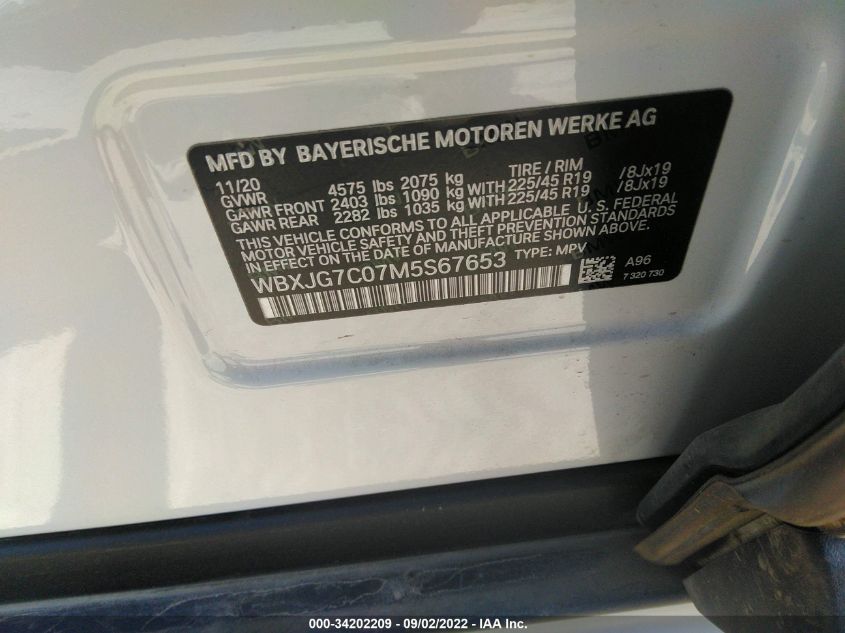 MFD BY BAYERISCHE MOTOREN WERKE AG
11/20 TIRE / RIM
GVWR 4575 lbs 2075 kg
GAWR FRONT 2403 lbs 1090 kg WITH 225/45 R19 /8Jx19
GAWR REAR 2282 lbs 1035 kg WITH 225/45 R19 /8Jx19
THIS VEHICLE CONFORMS TO ALL APPLICABLE U. S. FEDERAL
MOTOR VEHICLE SAFETY AND THEFT PREVENTION STANDARDS
IN EFFECT ON THE DATE OF MANUFACTURE SHOWN ABOVE.
WBXJG7C07M5S67653 TYPE: MPV
A96
7 320 730
000-34202209 - 09/02/2022 - IAA Inc.